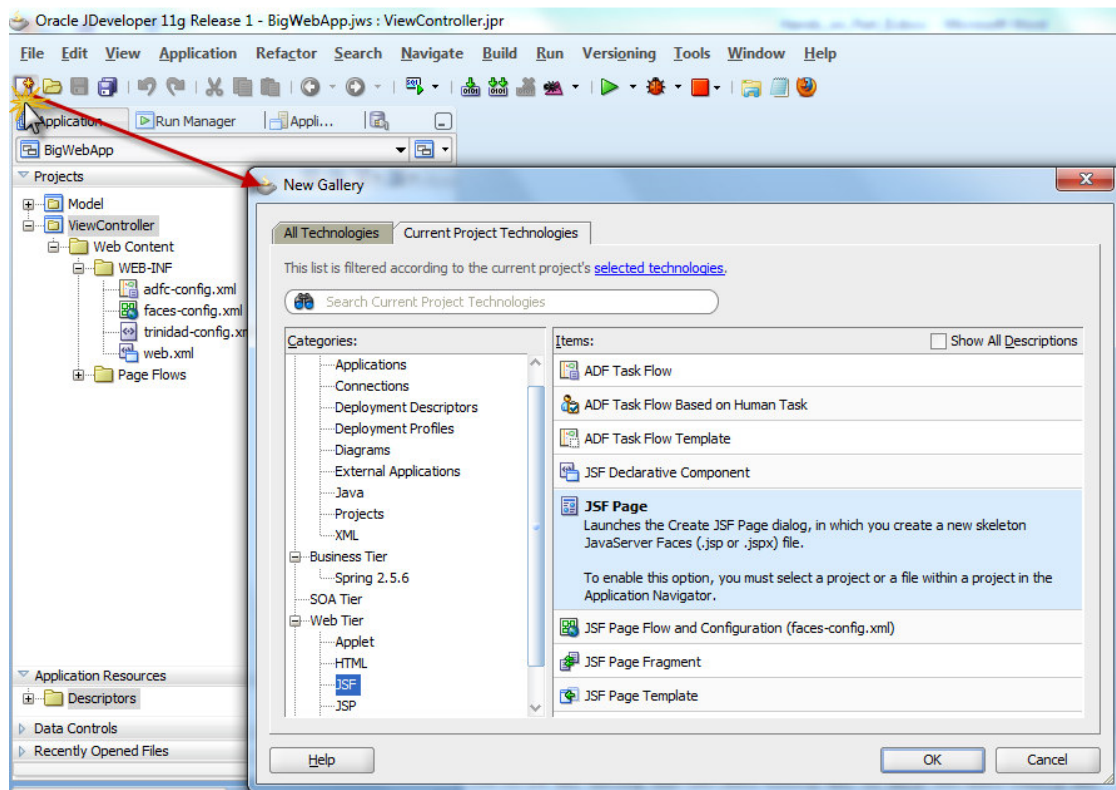 Oracle JDeveloper 11g Release 1 - BigWebApp.jws : ViewController.jpr
File Edit View Application Refactor Search Navigate Build Run Versioning Tools Window Help
Application... Run Manager Appli...
BigWebApp
Projects
Model
ViewController
Web Content
WEB-INF
adfc-config.xml
faces-config.xml
trinidad-config.xr
web.xml
Page Flows
Application Resources
Descriptors
Data Controls
Recently Opened Files
New Gallery
All Technologies Current Project Technologies
This list is filtered according to the current project's selected technologies.
Search Current Project Technologies
Categories:
Applications
Connections
Deployment Descriptors
Deployment Profiles
Diagrams
External Applications
Java
Projects
XML
Business Tier
Spring 2.5.6
SOA Tier
Web Tier
Applet
HTML
JSF
JSP
Items: Show All Descriptions
ADF Task Flow
ADF Task Flow Based on Human Task
ADF Task Flow Template
JSF Declarative Component
JSF Page
Launches the Create JSF Page dialog, in which you create a new skeleton
JavaServer Faces (.jsp or .jspx) file.
To enable this option, you must select a project or a file within a project in the
Application Navigator.
JSF Page Flow and Configuration (faces-config.xml)
JSF Page Fragment
JSF Page Template
Help OK Cancel